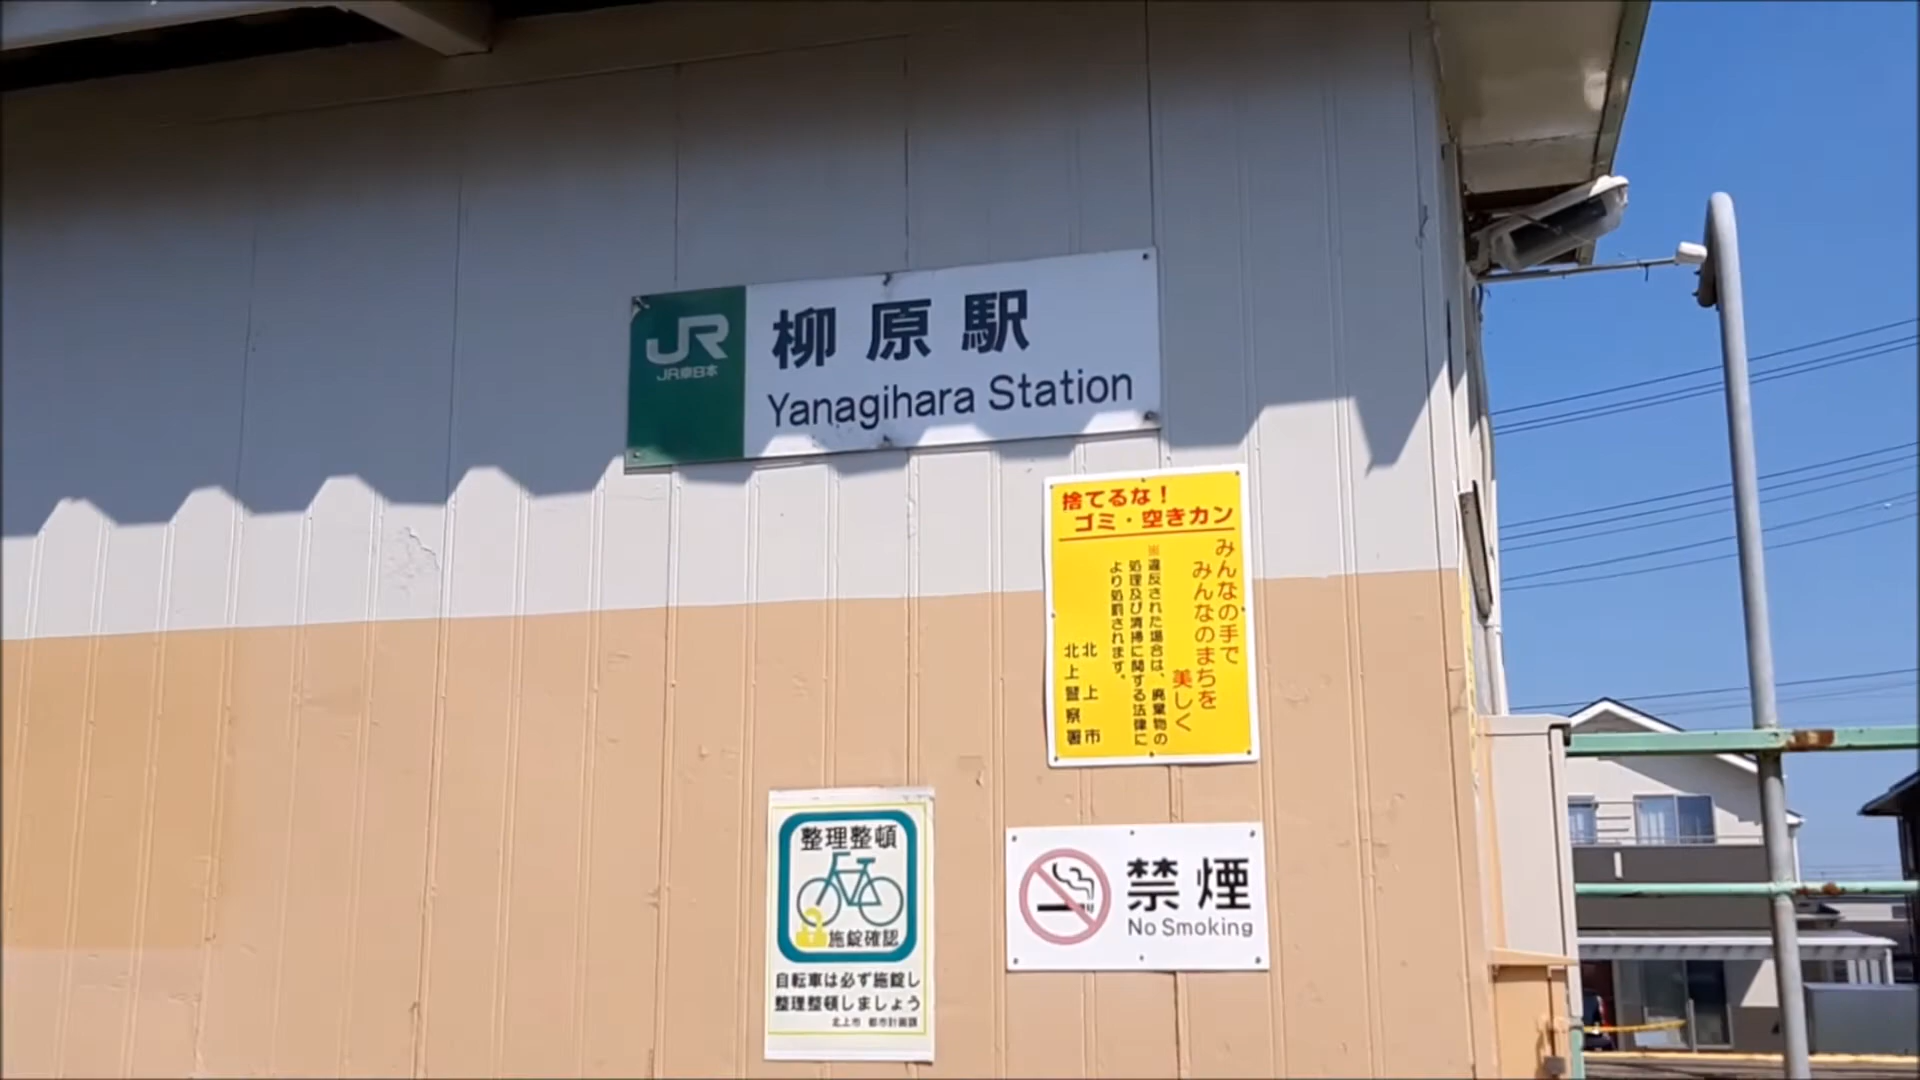 JR
JR東日本
柳原駅
Yanagihara Station
捨てるな！
ゴミ・空きカン
みんなの手で
みんなのまちを
美しく
※違反された場合は、廃棄物の
処理及び清掃に関する法律に
より処罰されます。
北上市
北上警察署
整理整頓
施錠確認
自転車は必ず施錠し
整理整頓しましょう
北上市 都市計画課
禁煙
No Smoking